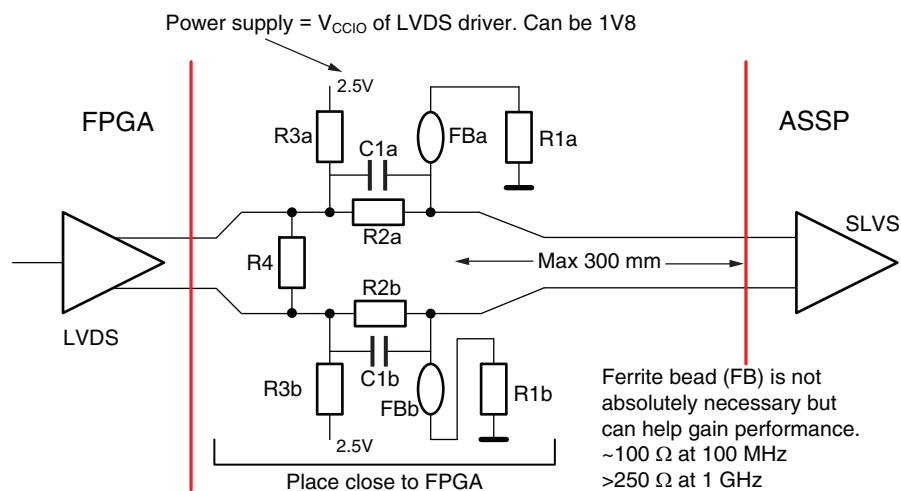 Power supply = VCCIO of LVDS driver. Can be 1V8
2.5V
FPGA
ASSP
R3a
C1a
FBa
R1a
R2a
SLVS
R4
Max 300 mm
R2b
LVDS
C1b
R3b
FBb
R1b
2.5V
Ferrite bead (FB) is not
absolutely necessary but
can help gain performance.
~100 Ω at 100 MHz
>250 Ω at 1 GHz
Place close to FPGA